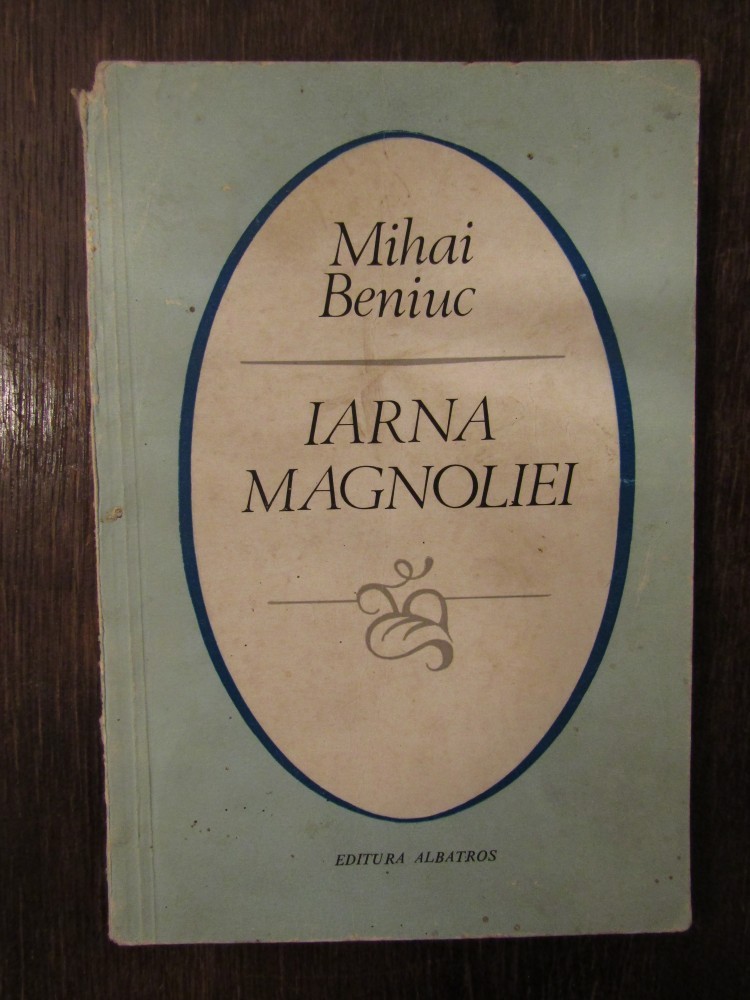 Mihai
Beniuc
IARNA
MAGNOLIEI
EDITURA ALBATROS